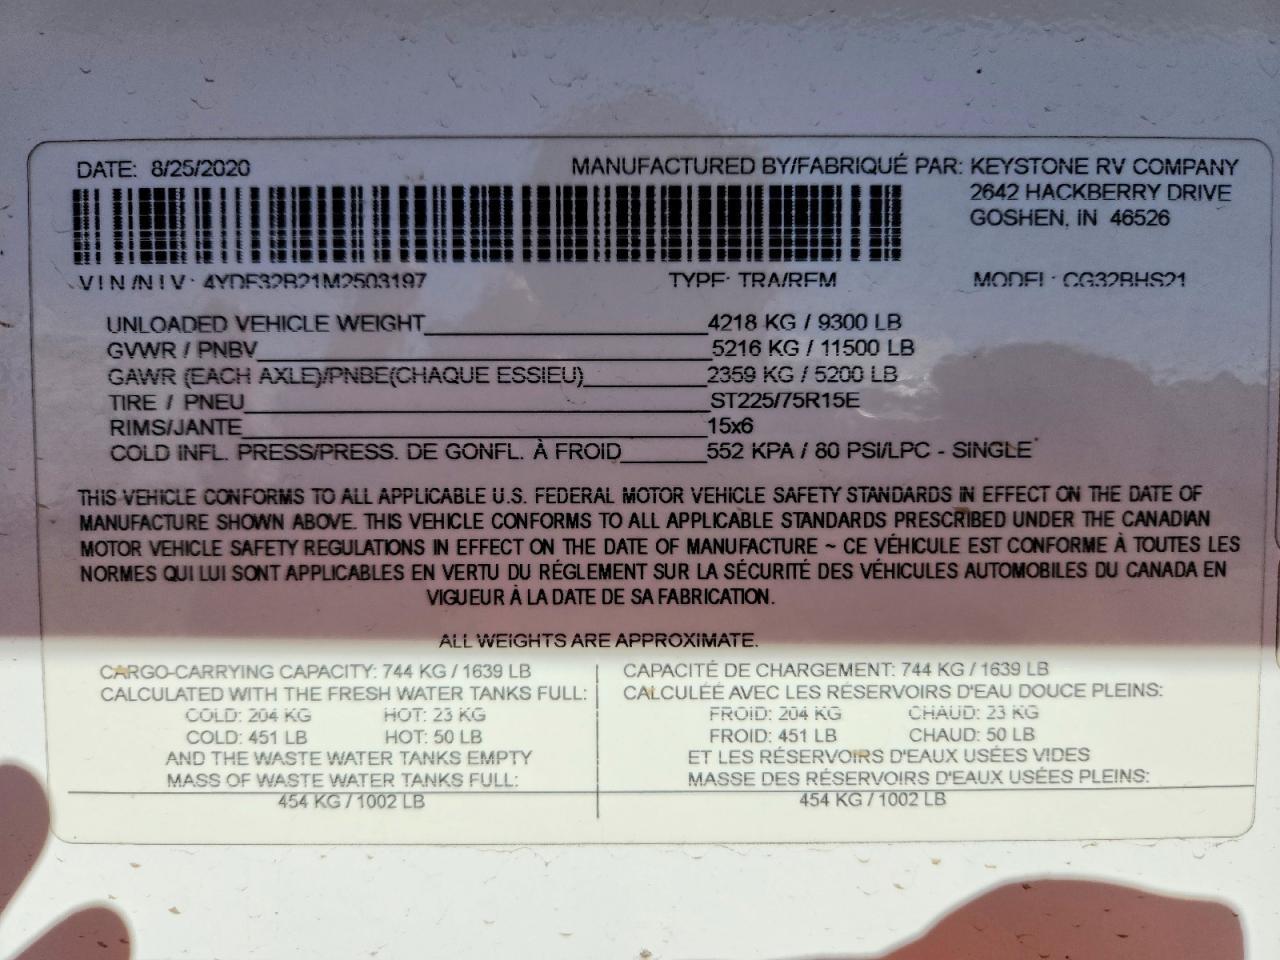 DATE: 8/25/2020
MANUFACTURED BY/FABRIQUÉ PAR: KEYSTONE RV COMPANY
2642 HACKBERRY DRIVE
GOSHEN, IN 46526
VIN/NIV: 4YDF32R21M2503197 TYPE: TRA/REM MODEL: CG32BHS21
UNLOADED VEHICLE WEIGHT 4218 KG / 9300 LB
GVWR / PNBV 5216 KG / 11500 LB
GAWR (EACH AXLE)/PNBE(CHAQUE ESSIEU) 2359 KG / 5200 LB
TIRE / PNEU ST225/75R15E
RIMS/JANTE 15x6
COLD INFL. PRESS/PRESS. DE GONFL. À FROID 552 KPA / 80 PSI/LPC - SINGLE
THIS VEHICLE CONFORMS TO ALL APPLICABLE U.S. FEDERAL MOTOR VEHICLE SAFETY STANDARDS IN EFFECT ON THE DATE OF
MANUFACTURE SHOWN ABOVE. THIS VEHICLE CONFORMS TO ALL APPLICABLE STANDARDS PRESCRIBED UNDER THE CANADIAN
MOTOR VEHICLE SAFETY REGULATIONS IN EFFECT ON THE DATE OF MANUFACTURE ~ CE VÉHICULE EST CONFORME À TOUTES LES
NORMES QUI LUI SONT APPLICABLES EN VERTU DU RÉGLEMENT SUR LA SÉCURITÉ DES VÉHICULES AUTOMOBILES DU CANADA EN
VIGUEUR À LA DATE DE SA FABRICATION.
ALL WEIGHTS ARE APPROXIMATE.
CARGO-CARRYING CAPACITY: 744 KG / 1639 LB
CALCULATED WITH THE FRESH WATER TANKS FULL:
COLD: 204 KG HOT: 23 KG
COLD: 451 LB HOT: 50 LB
AND THE WASTE WATER TANKS EMPTY
MASS OF WASTE WATER TANKS FULL:
454 KG / 1002 LB
CAPACITÉ DE CHARGEMENT: 744 KG / 1639 LB
CALCULÉE AVEC LES RÉSERVOIRS D'EAU DOUCE PLEINS:
FROID: 204 KG CHAUD: 23 KG
FROID: 451 LB CHAUD: 50 LB
ET LES RÉSERVOIRS D'EAUX USÉES VIDES
MASSE DES RÉSERVOIRS D'EAUX USÉES PLEINS:
454 KG / 1002 LB